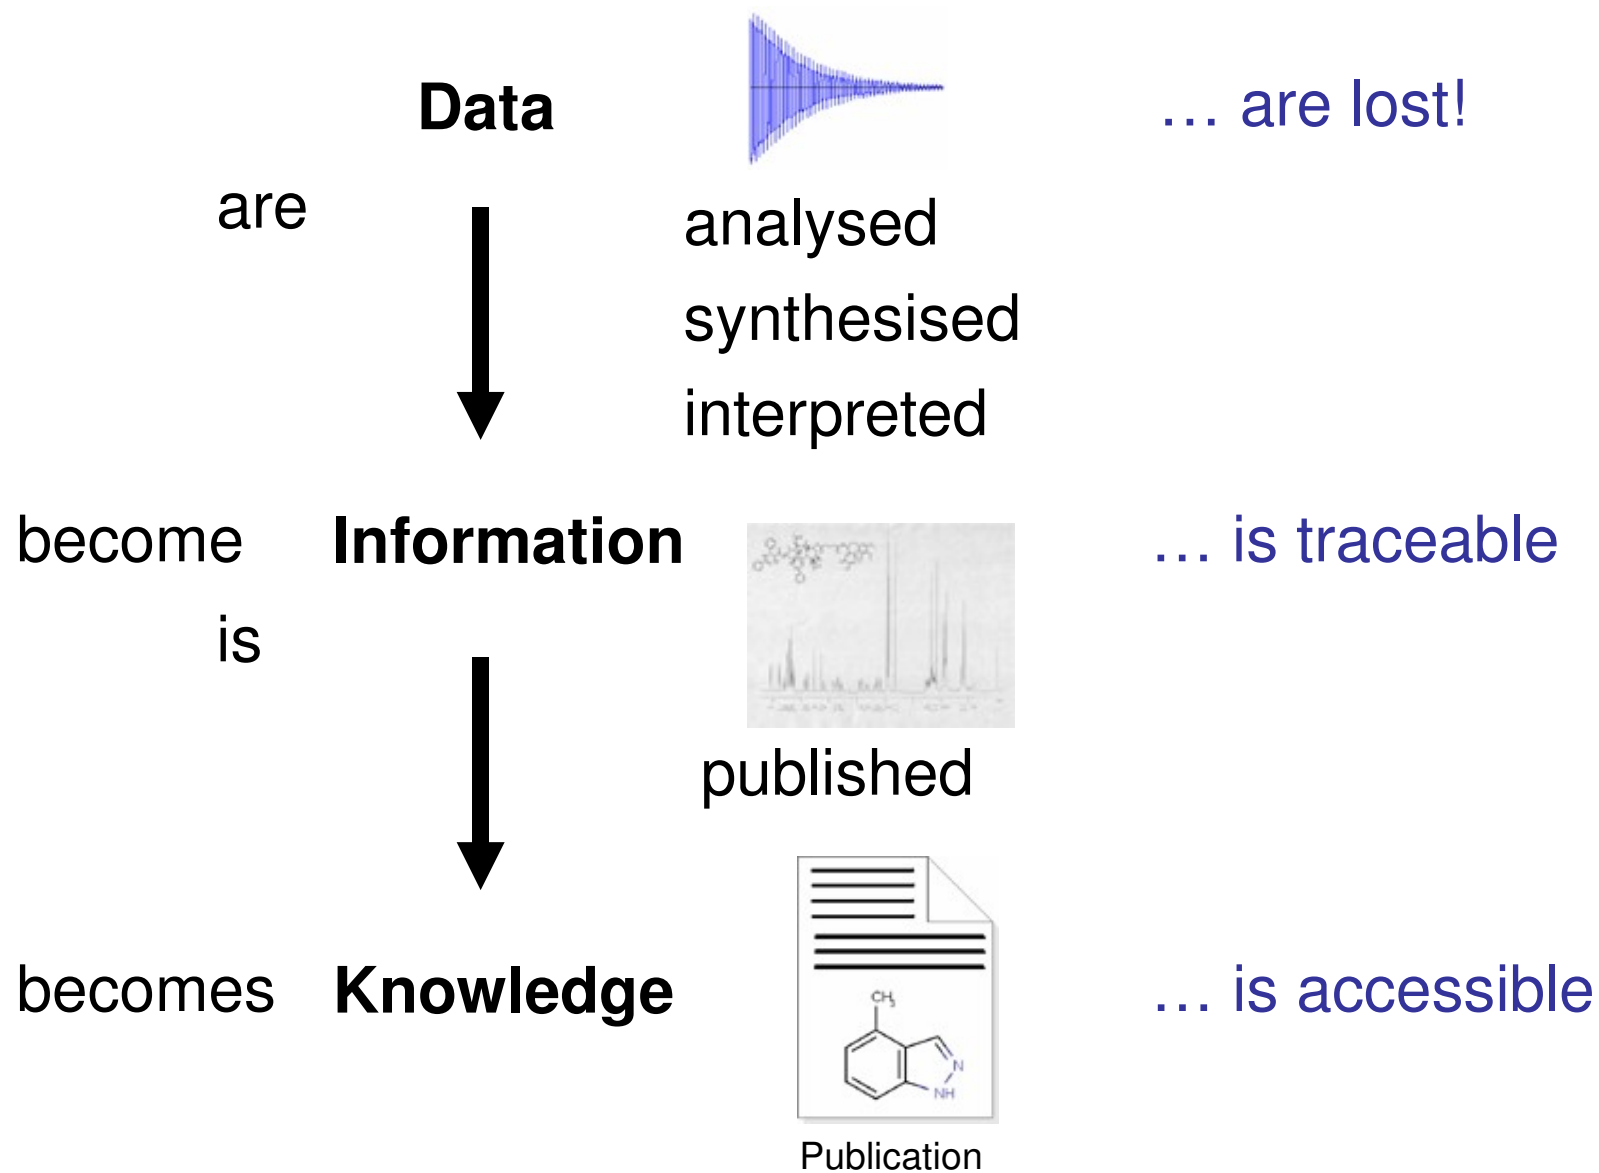 Data … are lost!
are analysed
synthesised
interpreted
become Information … is traceable
is
published
becomes Knowledge … is accessible
CH3
N
NH
Publication